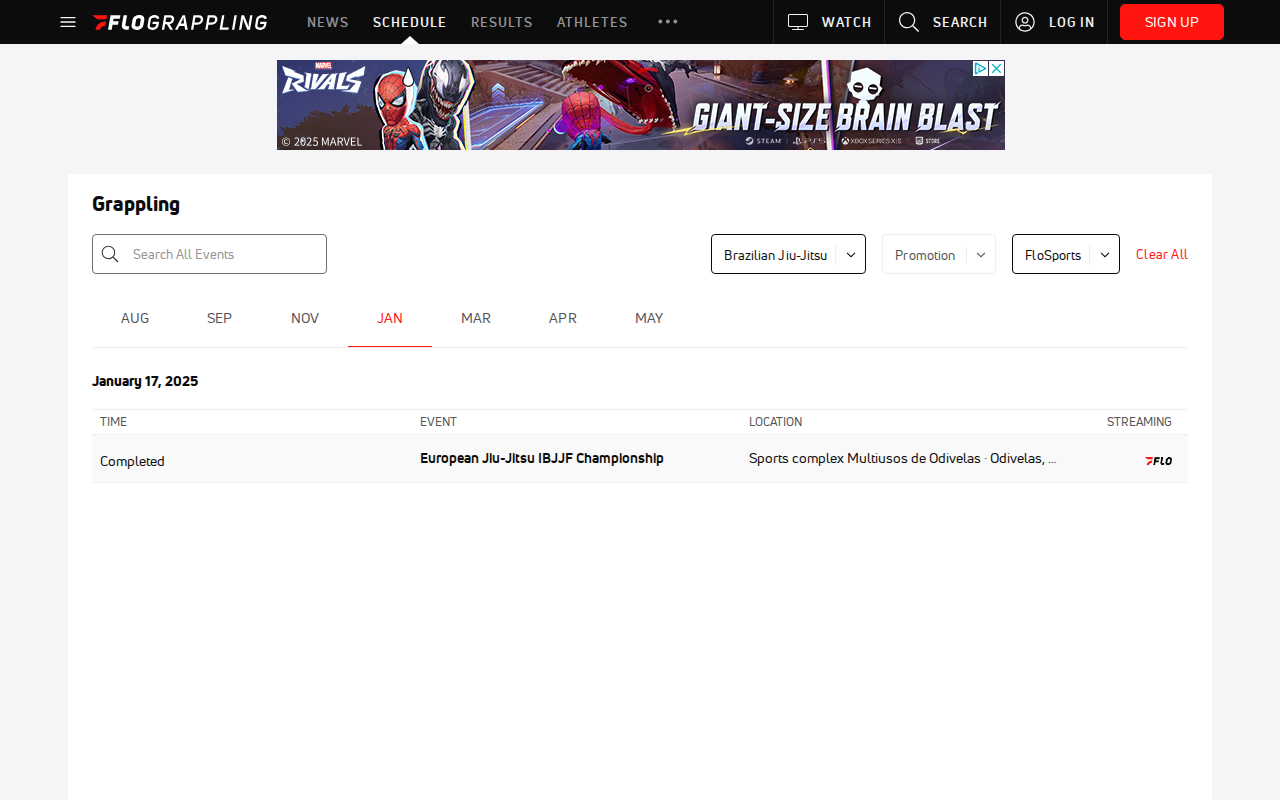 FLOGRAPPLING
NEWS
SCHEDULE
RESULTS
ATHLETES
WATCH
SEARCH
LOG IN
SIGN UP
MARVEL
RIVALS
© 2025 MARVEL
GIANT-SIZE BRAIN BLAST
STEAM
PS5
XBOX SERIES X|S
STORE
Grappling
Search All Events
Brazilian Jiu-Jitsu
Promotion
FloSports
Clear All
AUG
SEP
NOV
JAN
MAR
APR
MAY
January 17, 2025
TIME EVENT LOCATION STREAMING
Completed European Jiu-Jitsu IBJJF Championship Sports complex Multiusos de Odivelas · Odivelas, ... FLO